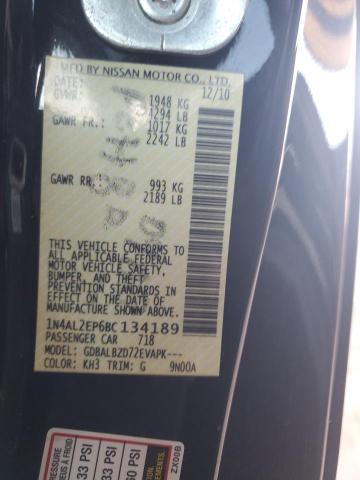 MFD BY NISSAN MOTOR CO., LTD.
DATE: 12/10
GVWR: 1948 KG
4294 LB
GAWR FR: 1017 KG
2242 LB
GAWR RR: 993 KG
2189 LB
THIS VEHICLE CONFORMS TO
ALL APPLICABLE FEDERAL
MOTOR VEHICLE SAFETY,
BUMPER, AND THEFT
PREVENTION STANDARDS
IN EFFECT ON THE DATE OF
MANUFACTURE SHOWN ABOVE.
1N4AL2EP6BC134189
PASSENGER CAR 718
MODEL: GDBALBZD72EVAPK---
COLOR: KH3 TRIM: G 9N00A
PRESSURE
33 PSI
33 PSI
60 PSI
ZX00B